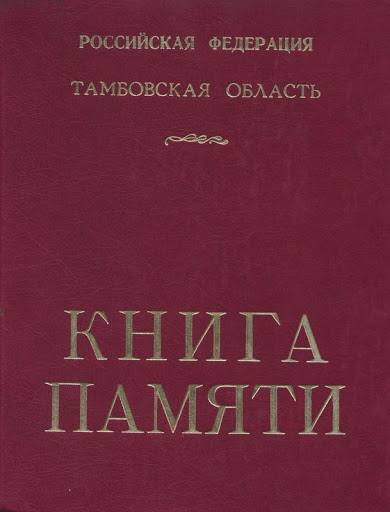 РОССИЙСКАЯ ФЕДЕРАЦИЯ
ТАМБОВСКАЯ ОБЛАСТЬ
КНИГА
ПАМЯТИ